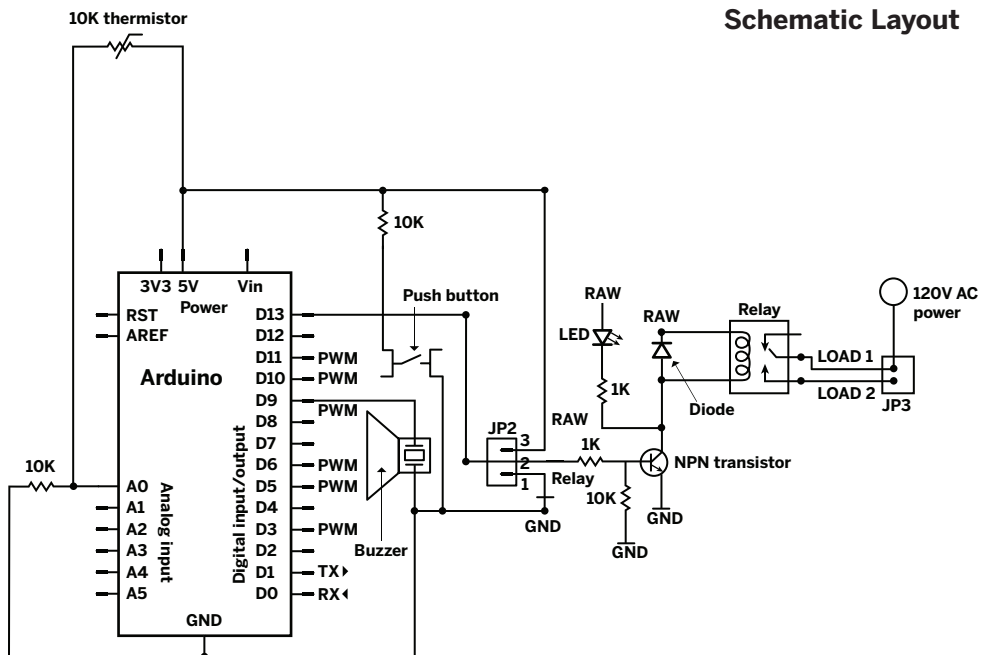 Schematic Layout
10K thermistor
10K
3V3 5V
Vin
Power
Push button
RAW
LED
RAW
Relay
120V AC
power
RST
AREF
D13
D12
D11
PWM
D10
PWM
Arduino
D9
PWM
D8
D7
D6
PWM
D5
PWM
D4
D3
PWM
D2
D1
TX
D0
RX
Digital input/output
10K
A0
A1
A2
A3
A4
A5
Analog input
GND
Buzzer
JP2
3
2
1
RAW
1K
Relay
GND
10K
GND
1K
Diode
NPN transistor
GND
LOAD 1
LOAD 2
JP3